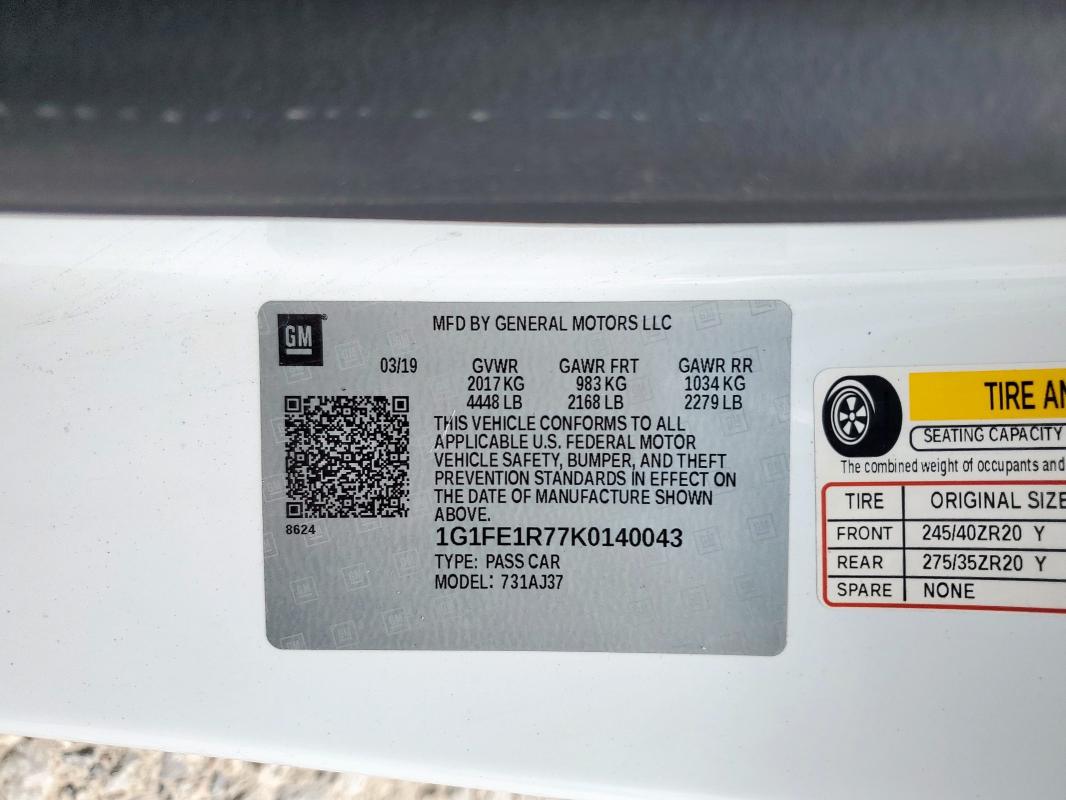 GM
MFD BY GENERAL MOTORS LLC
03/19 GVWR GAWR FRT GAWR RR
2017 KG 983 KG 1034 KG
4448 LB 2168 LB 2279 LB
THIS VEHICLE CONFORMS TO ALL
APPLICABLE U.S. FEDERAL MOTOR
VEHICLE SAFETY, BUMPER, AND THEFT
PREVENTION STANDARDS IN EFFECT ON
THE DATE OF MANUFACTURE SHOWN
ABOVE.
8624
1G1FE1R77K0140043
TYPE: PASS CAR
MODEL: 731AJ37
TIRE AN
SEATING CAPACITY
The combined weight of occupants and
TIRE ORIGINAL SIZE
FRONT 245/40ZR20 Y
REAR 275/35ZR20 Y
SPARE NONE